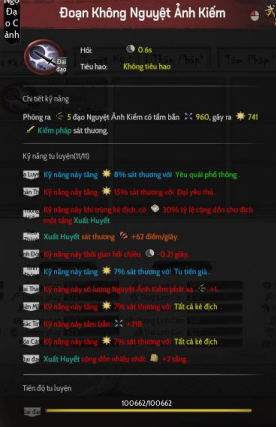 Đoạn Không Nguyệt Ảnh Kiếm
Hồi: 0.6s
Tiêu hao: Không tiêu hao
Đại đạo
Chi tiết kỹ năng
Phóng ra 5 đạo Nguyệt Ảnh Kiếm có tầm bắn 960, gây ra 741
Kiếm pháp sát thương.
Kỹ năng tu luyện(11/11)
Kỹ năng này tăng 8% sát thương với Yêu quái phổ thông.
Kỹ năng này tăng 15% sát thương với Đại yêu thú.
Kỹ năng này khi trúng kẻ địch, có 30% tỷ lệ cộng dồn cho địch
một tầng Xuất Huyết
Xuất Huyết sát thương +62 điểm/giây.
Kỹ năng này thời gian hồi chiêu -0.21 giây.
Kỹ năng này tăng 7% sát thương với Tu tiên giả.
Kỹ năng này số lượng Nguyệt Ảnh Kiếm phát xạ +1.
Kỹ năng này tăng 7% sát thương với Tất cả kẻ địch.
Kỹ năng này tầm bắn +218.
Kỹ năng này tăng 7% sát thương với Tất cả kẻ địch.
Xuất Huyết cộng dồn nhiều nhất +2 tầng.
Tiến độ tu luyện
100662/100662